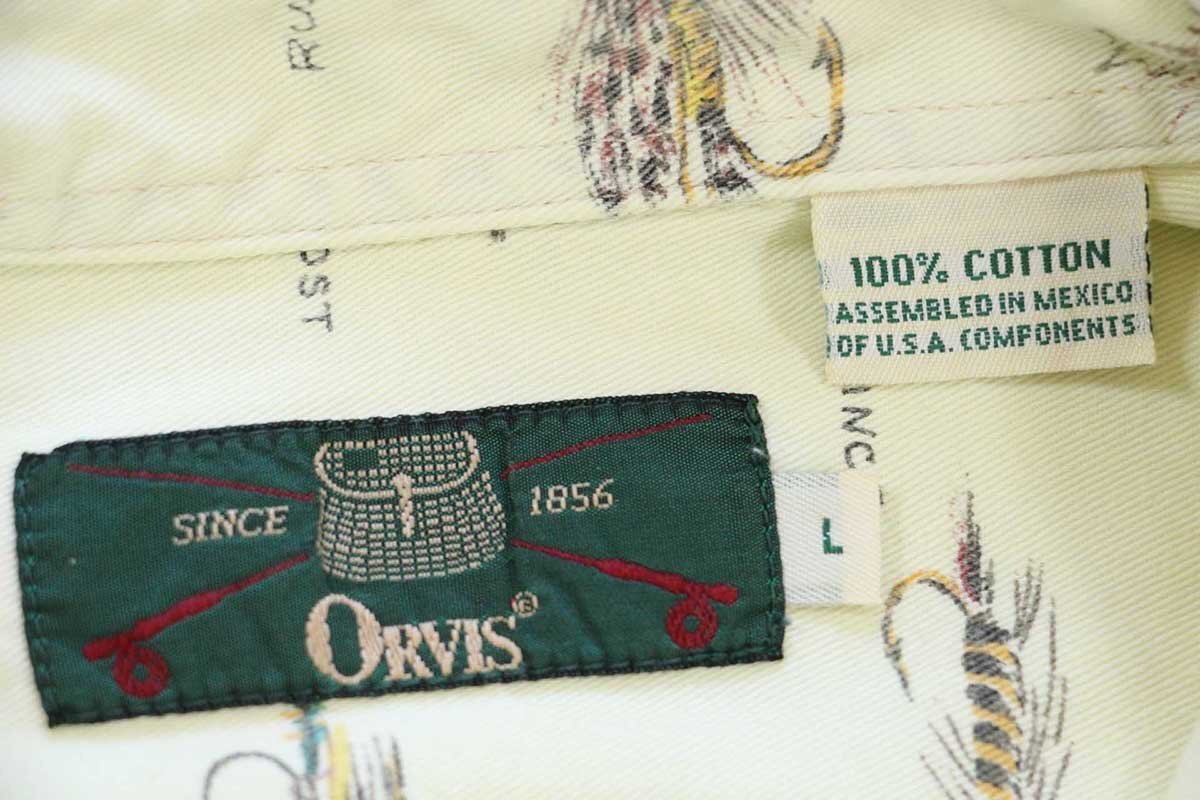 100% COTTON
ASSEMBLED IN MEXICO
OF U.S.A. COMPONENTS
SINCE 1856
ORVIS®
L